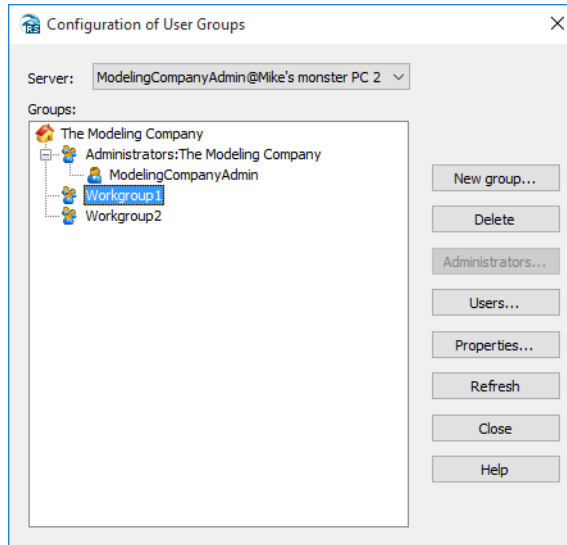 RS
Configuration of User Groups
Server: ModelingCompanyAdmin@Mike's monster PC 2
Groups:
The Modeling Company
Administrators:The Modeling Company
ModelingCompanyAdmin
Workgroup1
Workgroup2
New group...
Delete
Administrators...
Users...
Properties...
Refresh
Close
Help